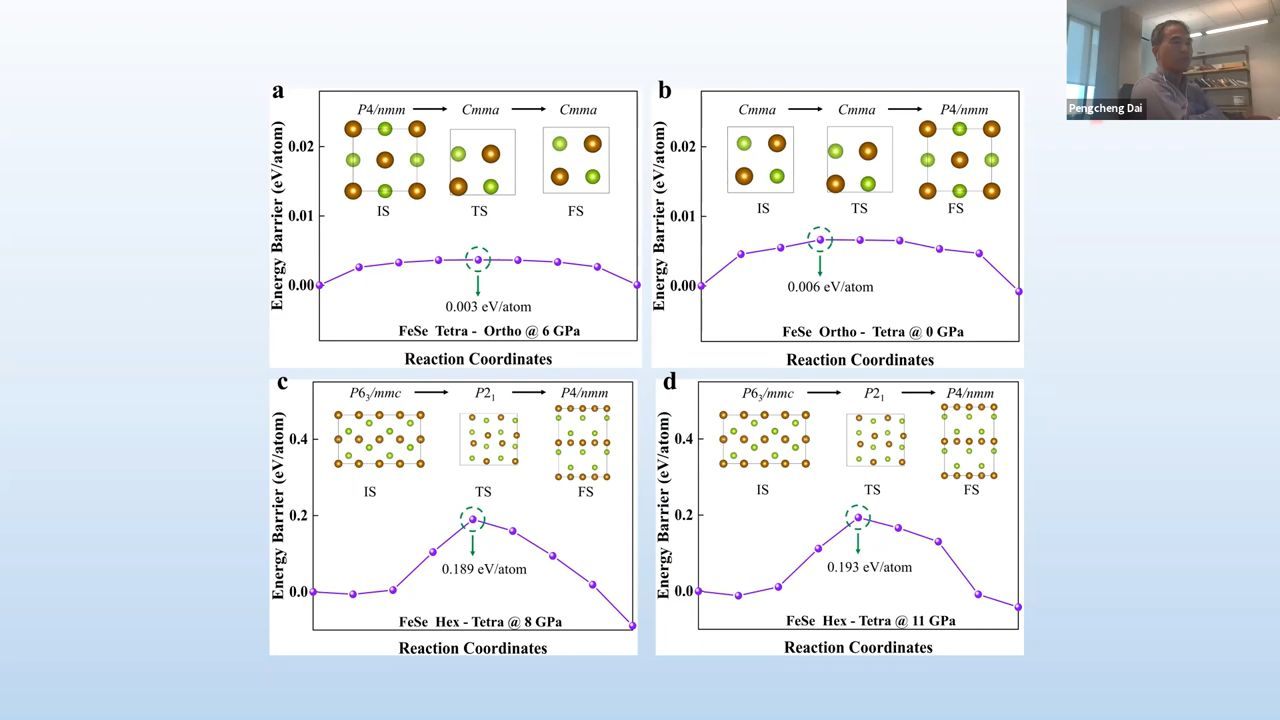 Pengcheng Dai
a
P4/nmm Cmma Cmma
0.02
0.01
0.00
Energy Barrier (eV/atom)
IS TS FS
0.003 eV/atom
FeSe Tetra - Ortho @ 6 GPa
Reaction Coordinates
b
Cmma Cmma P4/nmm
0.02
0.01
0.00
Energy Barrier (eV/atom)
IS TS FS
0.006 eV/atom
FeSe Ortho - Tetra @ 0 GPa
Reaction Coordinates
c
P6₃/mmc P2₁ P4/nmm
0.4
0.2
0.0
Energy Barrier (eV/atom)
IS TS FS
0.189 eV/atom
FeSe Hex - Tetra @ 8 GPa
Reaction Coordinates
d
P6₃/mmc P2₁ P4/nmm
0.4
0.2
0.0
Energy Barrier (eV/atom)
IS TS FS
0.193 eV/atom
FeSe Hex - Tetra @ 11 GPa
Reaction Coordinates